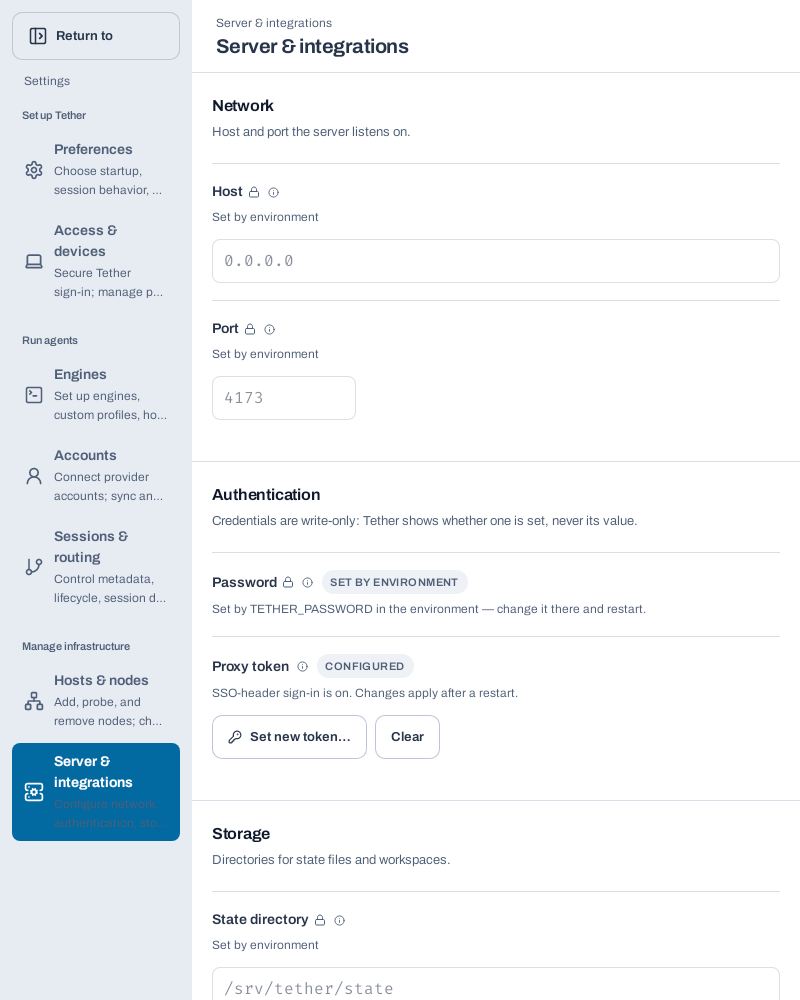 Return to
Settings
Set up Tether
Preferences
Choose startup,
session behavior, ...
Access &
devices
Secure Tether
sign-in; manage p...
Run agents
Engines
Set up engines,
custom profiles, ho...
Accounts
Connect provider
accounts; sync an...
Sessions &
routing
Control metadata,
lifecycle, session d...
Manage infrastructure
Hosts & nodes
Add, probe, and
remove nodes; ch...
Server &
integrations
Configure network,
authentication, sto...
Server & integrations
Server & integrations
Network
Host and port the server listens on.
Host
Set by environment
0.0.0.0
Port
Set by environment
4173
Authentication
Credentials are write-only: Tether shows whether one is set, never its value.
Password SET BY ENVIRONMENT
Set by TETHER_PASSWORD in the environment — change it there and restart.
Proxy token CONFIGURED
SSO-header sign-in is on. Changes apply after a restart.
Set new token... Clear
Storage
Directories for state files and workspaces.
State directory
Set by environment
/srv/tether/state